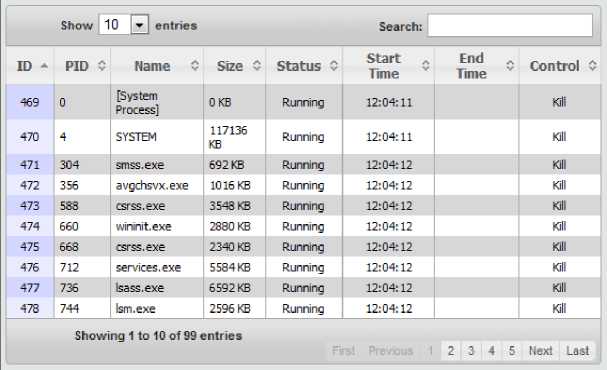 Show 10 entries Search:
ID PID Name Size Status Start Time End Time Control
469 0 [System Process] 0 KB Running 12:04:11 Kill
470 4 SYSTEM 117136 KB Running 12:04:11 Kill
471 304 smss.exe 692 KB Running 12:04:12 Kill
472 356 avgchsvx.exe 1016 KB Running 12:04:12 Kill
473 588 csrss.exe 3548 KB Running 12:04:12 Kill
474 660 wininit.exe 2880 KB Running 12:04:12 Kill
475 668 csrss.exe 2340 KB Running 12:04:12 Kill
476 712 services.exe 5584 KB Running 12:04:12 Kill
477 736 lsass.exe 6592 KB Running 12:04:12 Kill
478 744 lsm.exe 2596 KB Running 12:04:12 Kill
Showing 1 to 10 of 99 entries
First Previous 1 2 3 4 5 Next Last